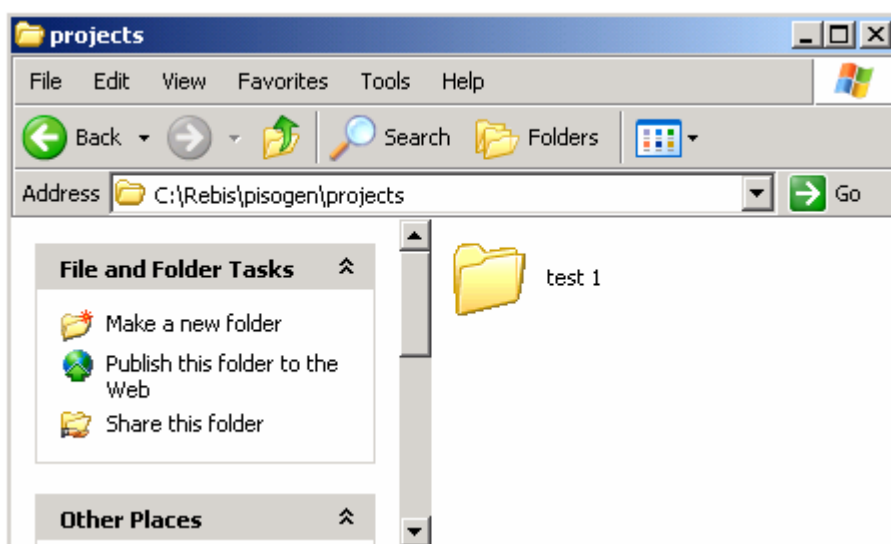 projects
File Edit View Favorites Tools Help
Back Search Folders
Address C:\Rebis\pisogen\projects Go
File and Folder Tasks
Make a new folder
Publish this folder to the
Web
Share this folder
Other Places
test 1